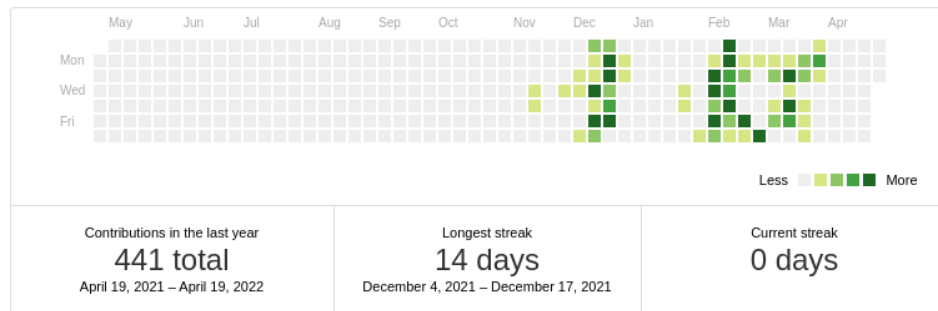 May Jun Jul Aug Sep Oct Nov Dec Jan Feb Mar Apr
Mon
Wed
Fri
Less More
Contributions in the last year
441 total
April 19, 2021 – April 19, 2022
Longest streak
14 days
December 4, 2021 – December 17, 2021
Current streak
0 days